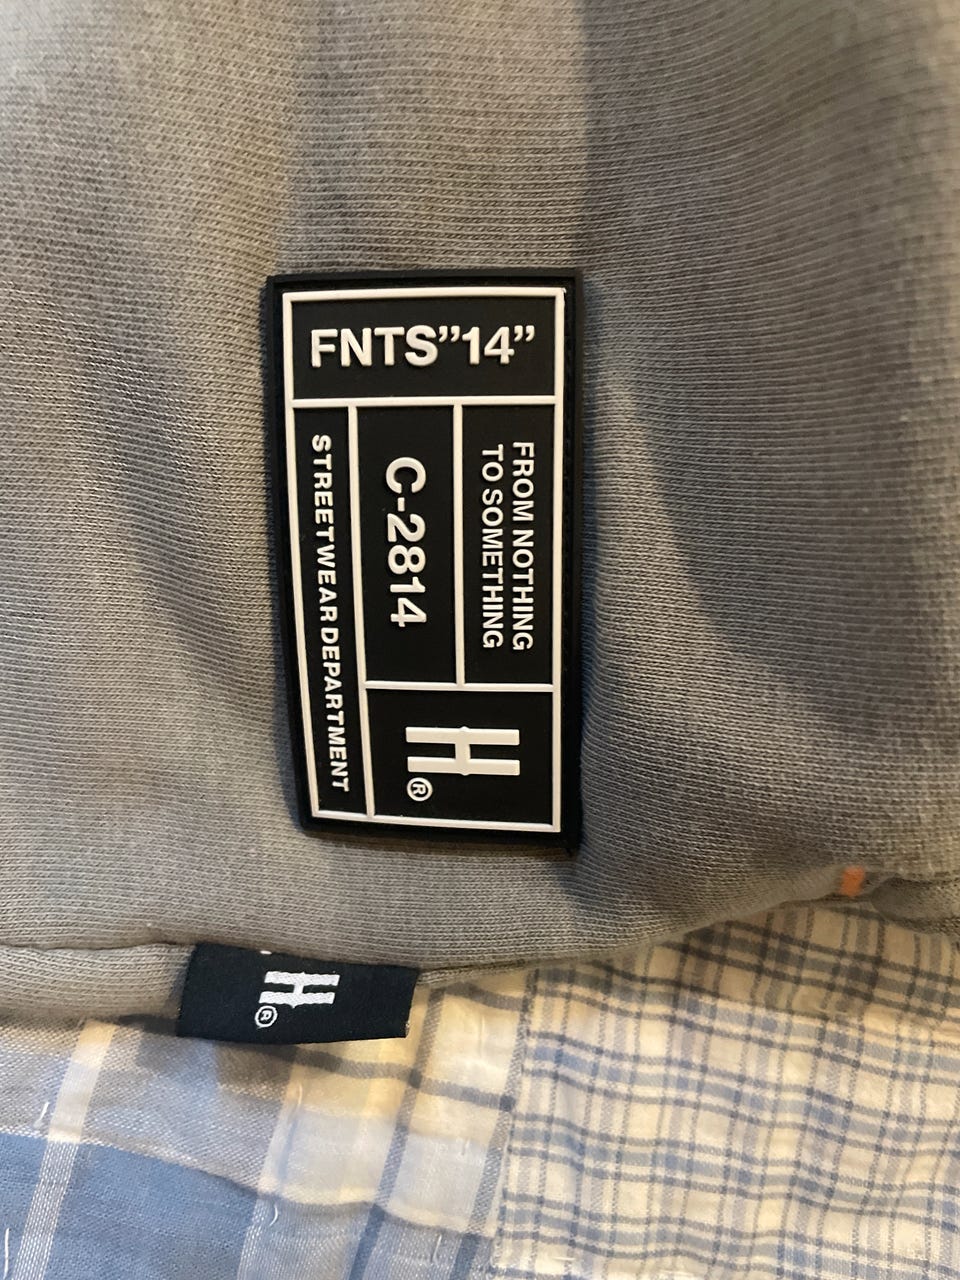 FNTS”14”
FROM NOTHING
TO SOMETHING
C-2814
STREETWEAR DEPARTMENT
H®
H®